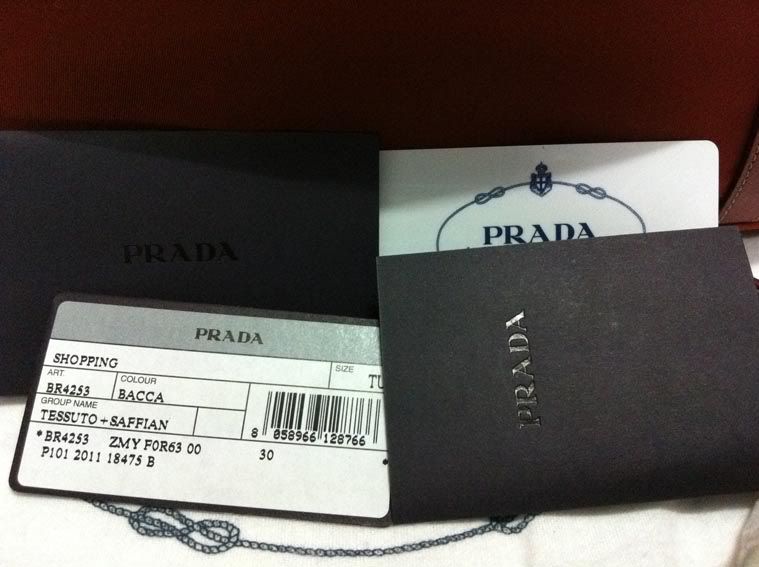 PRADA
PRADA
PRADA
PRADA
SHOPPING
SIZE
TU
ART.
BR4253
COLOUR
BACCA
GROUP NAME
TESSUTO+SAFFIAN
8 058966 128766
*BR4253 ZMY F0R63 00 30
P101 2011 18475 B